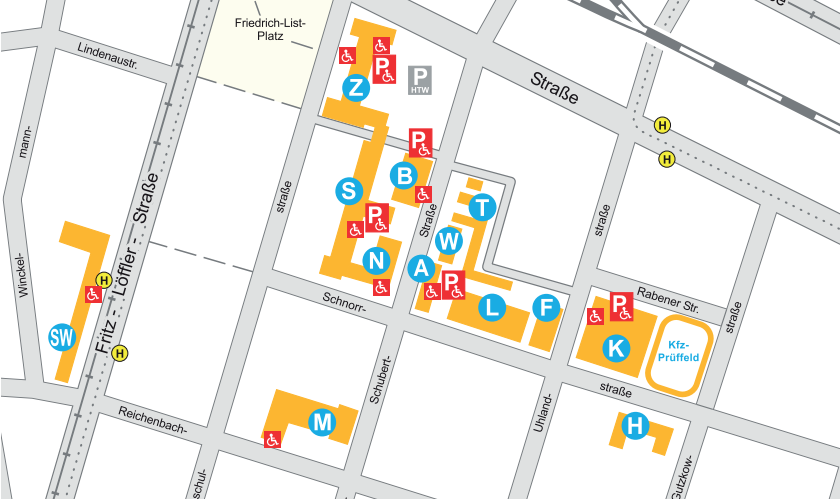 Friedrich-List-
Platz
Lindenaustr.
Straße
P
HTW
P
Z
mann-
Straße
Fritz - Löffler -
Winckel-
SW
H
H
H
H
straße
P
S
B
P
N
Straße
T
W
A
P
L
F
straße
Rabener Str.
P
K
Kfz-
Prüffeld
straße
Schnorr-
straße
Schubert-
Uhland-
H
M
Reichenbach-
schul-
Gutzkow-